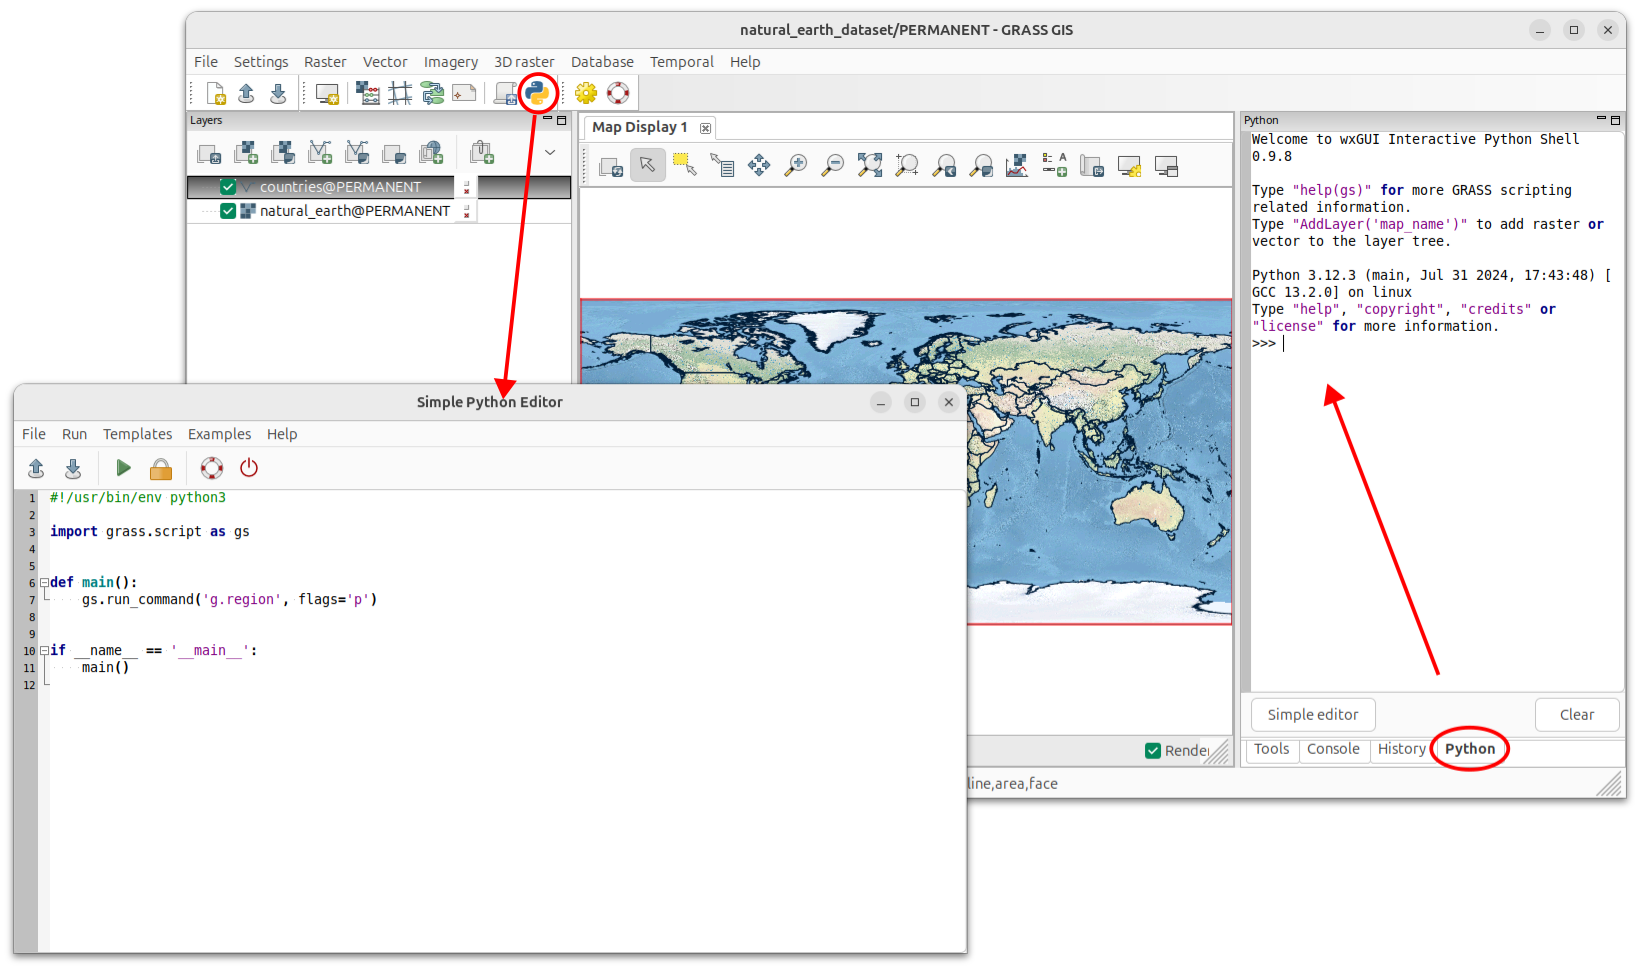 natural_earth_dataset/PERMANENT - GRASS GIS
File Settings Raster Vector Imagery 3D raster Database Temporal Help
Layers
countries@PERMANENT
natural_earth@PERMANENT
Map Display 1
Python
Welcome to wxGUI Interactive Python Shell
0.9.8
Type "help(gs)" for more GRASS scripting
related information.
Type "AddLayer('map_name')" to add raster or
vector to the layer tree.
Python 3.12.3 (main, Jul 31 2024, 17:43:48) [
GCC 13.2.0] on linux
Type "help", "copyright", "credits" or
"license" for more information.
>>>
Simple editor Clear
Tools Console History Python
Render
line,area,face
Simple Python Editor
File Run Templates Examples Help
1 #!/usr/bin/env python3
2
3 import grass.script as gs
4
5
6 def main():
7 gs.run_command('g.region', flags='p')
8
9
10 if __name__ == '__main__':
11 main()
12